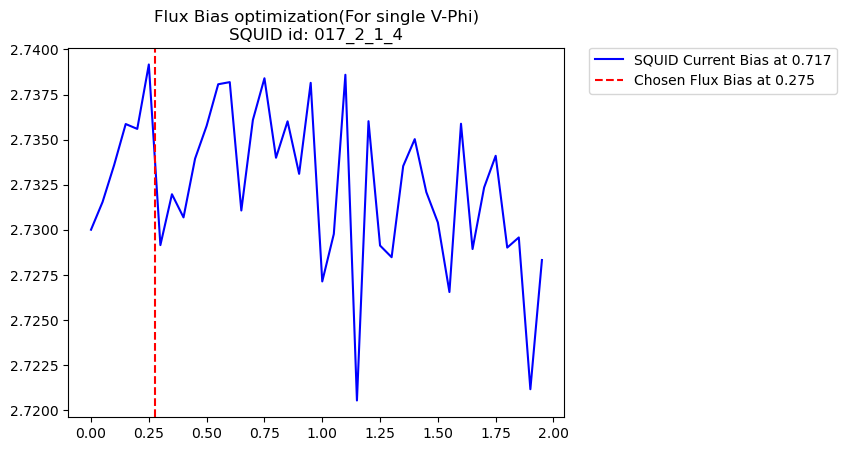 Flux Bias optimization(For single V-Phi)
SQUID id: 017_2_1_4
SQUID Current Bias at 0.717
Chosen Flux Bias at 0.275
2.7400
2.7375
2.7350
2.7325
2.7300
2.7275
2.7250
2.7225
2.7200
0.00 0.25 0.50 0.75 1.00 1.25 1.50 1.75 2.00